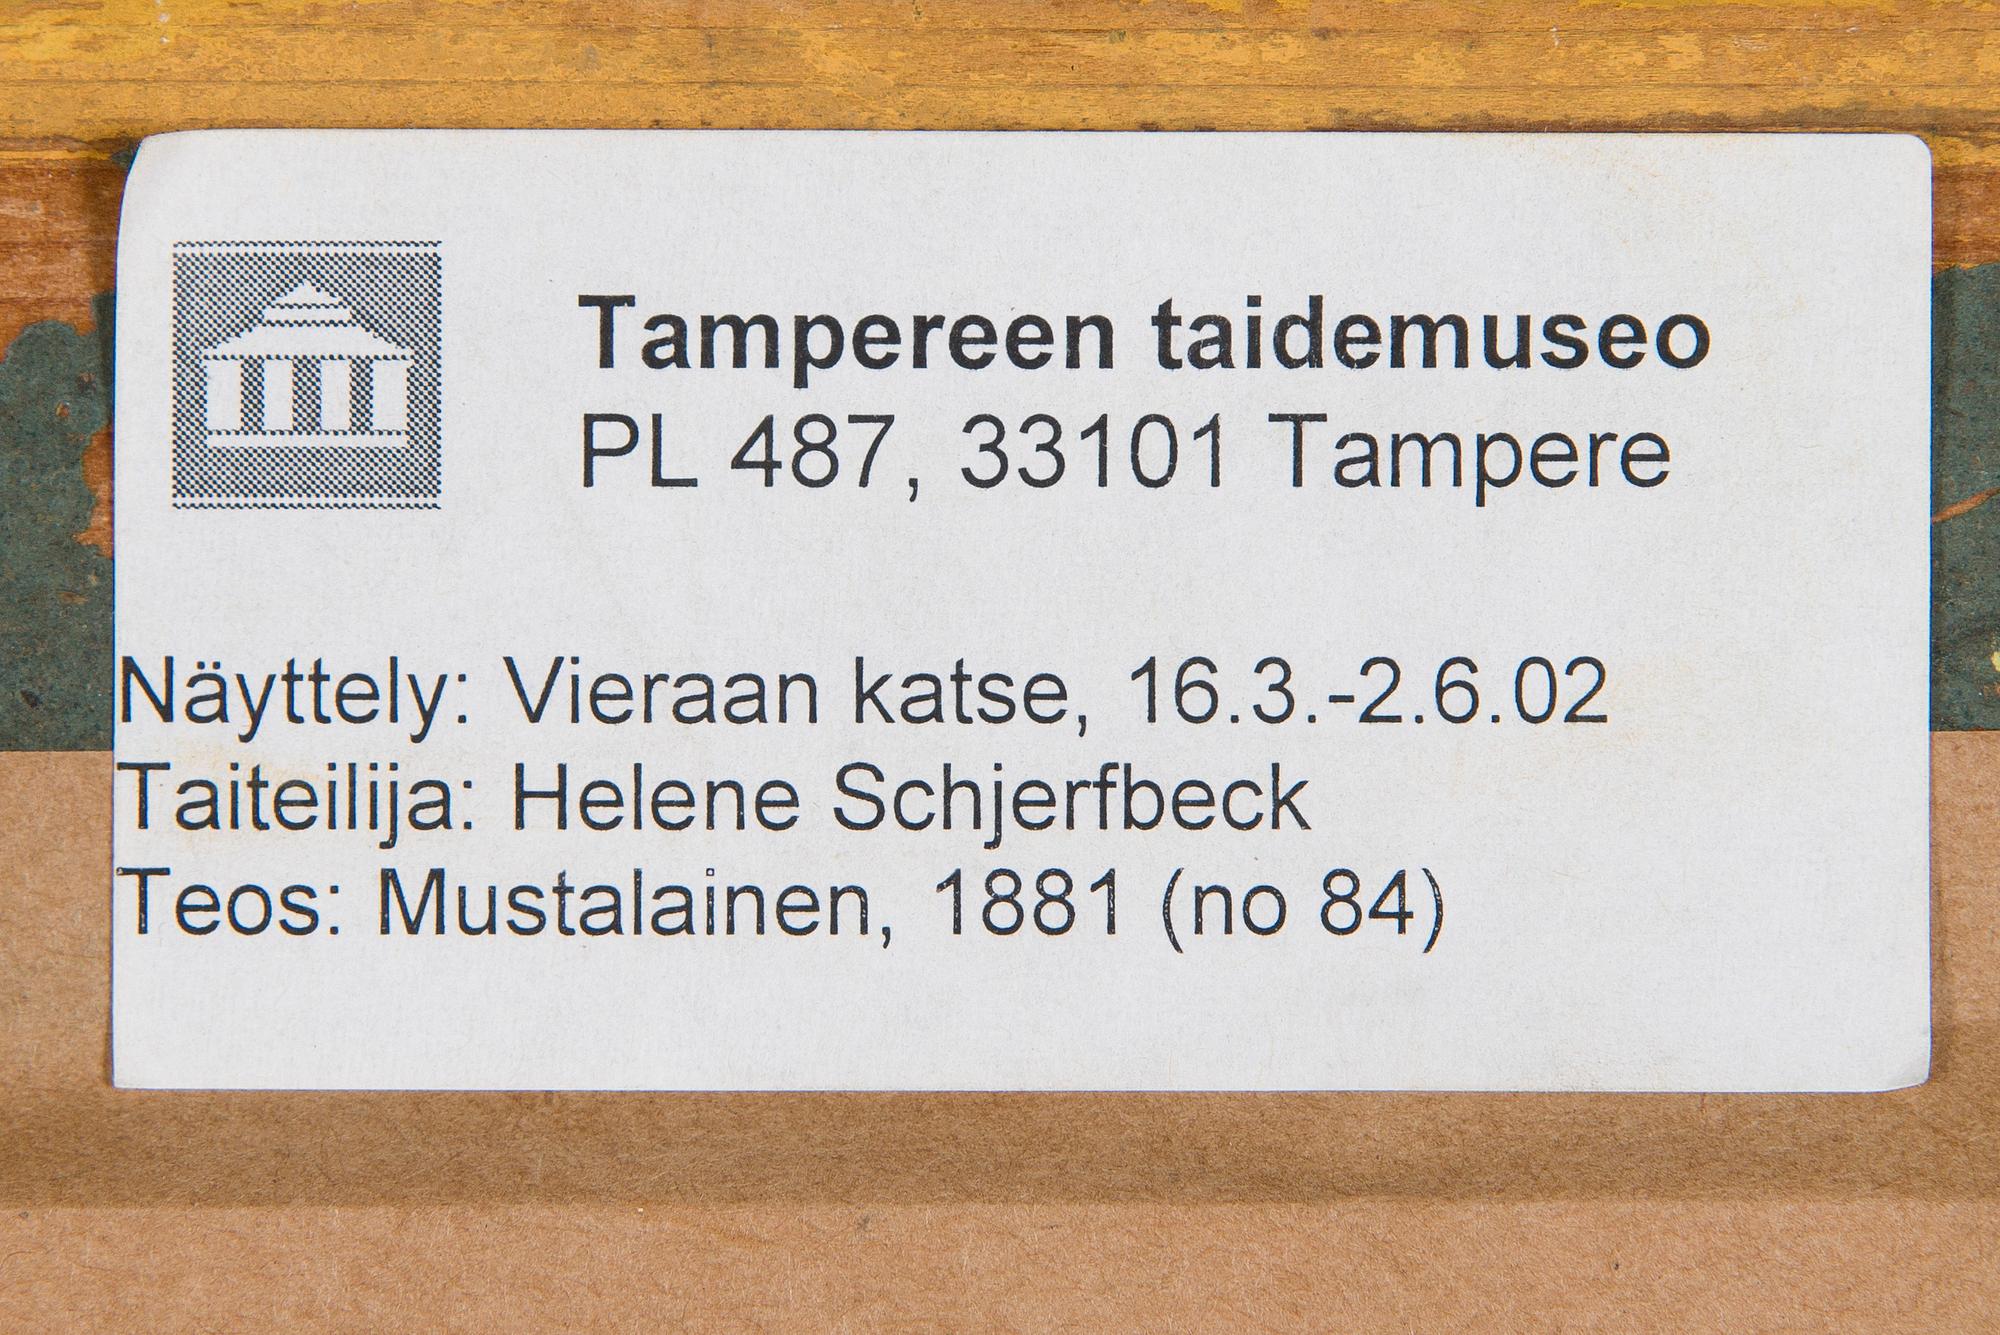 Tampereen taidemuseo
PL 487, 33101 Tampere
Näyttely: Vieraan katse, 16.3.-2.6.02
Taiteilija: Helene Schjerfbeck
Teos: Mustalainen, 1881 (no 84)